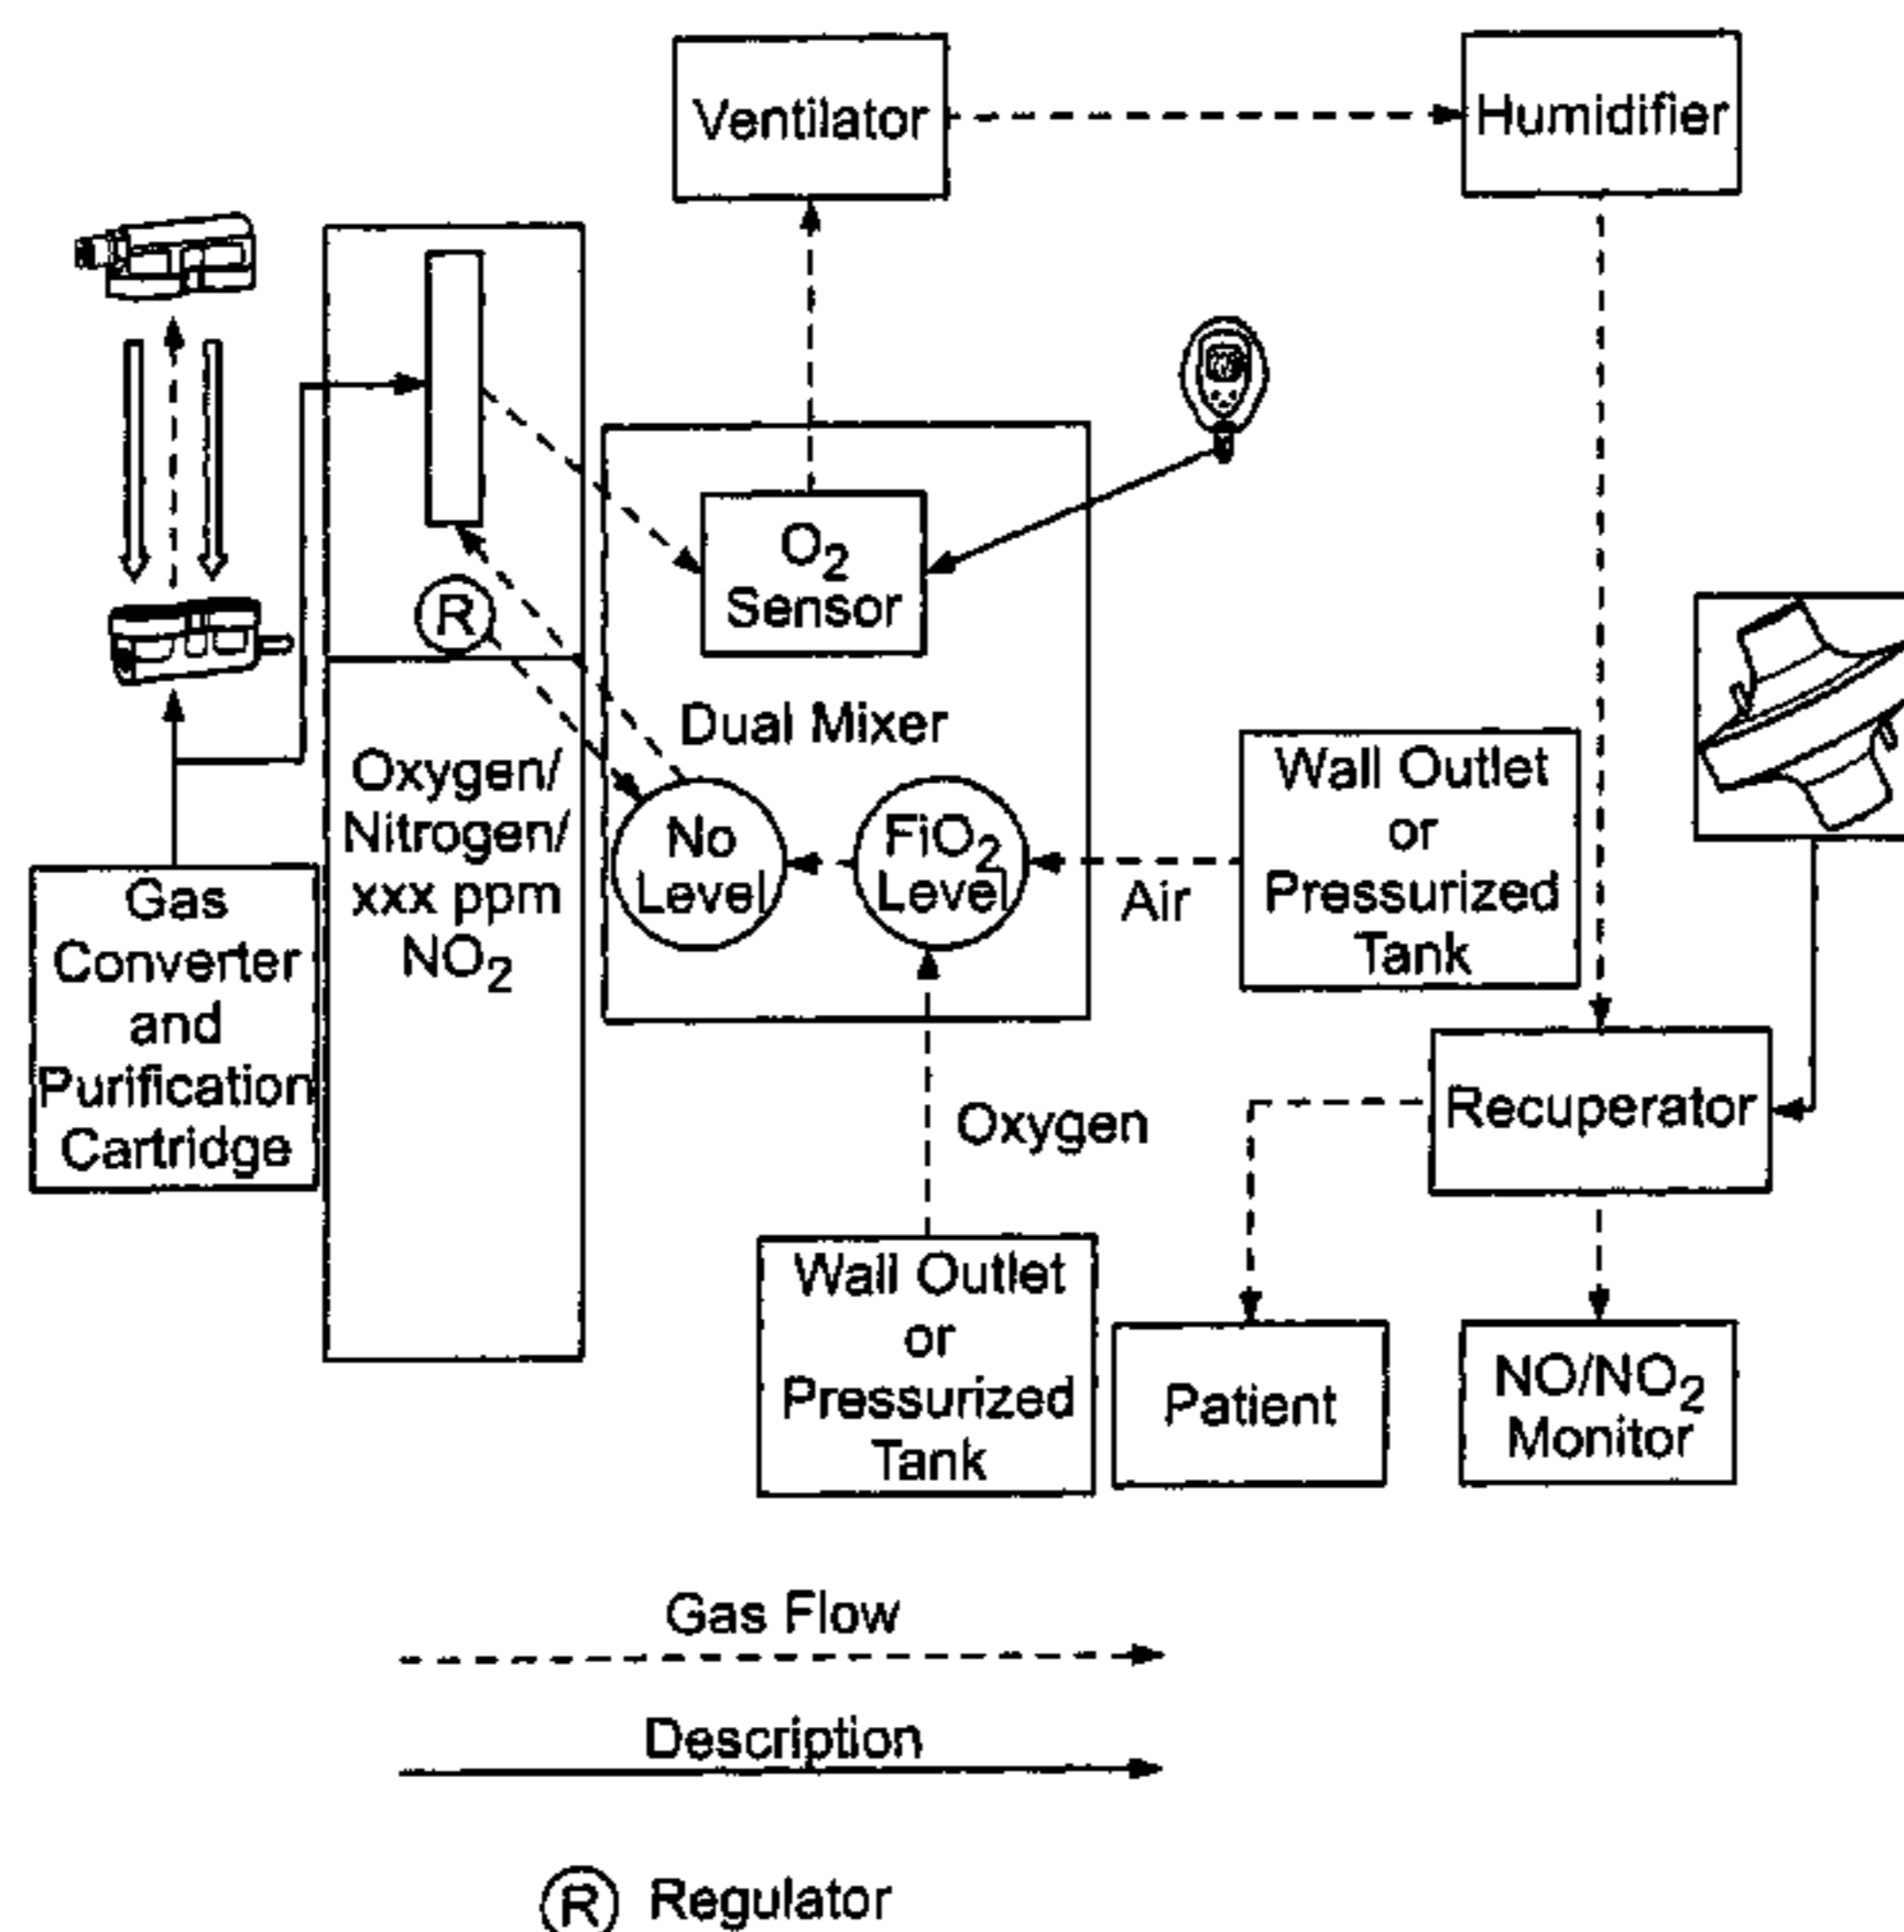 Ventilator
Humidifier
R
O₂
Sensor
Dual Mixer
Oxygen/
Nitrogen/
xxx ppm
NO₂
No
Level
FiO₂
Level
Air
Wall Outlet
or
Pressurized
Tank
Gas
Converter
and
Purification
Cartridge
Oxygen
Recuperator
Wall Outlet
or
Pressurized
Tank
Patient
NO/NO₂
Monitor
Gas Flow
Description
R Regulator